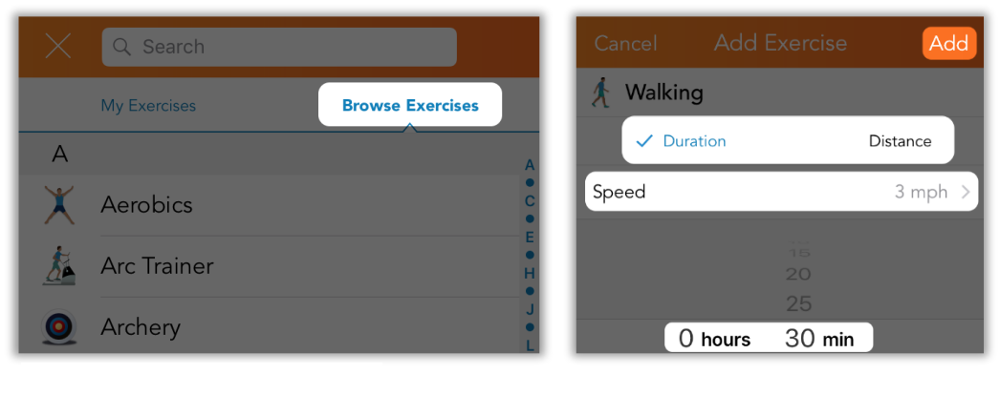 Search
My Exercises Browse Exercises
A
Aerobics
Arc Trainer
Archery
A
C
E
H
J
L
Cancel Add Exercise Add
Walking
Duration Distance
Speed 3 mph
15
20
25
0 hours 30 min